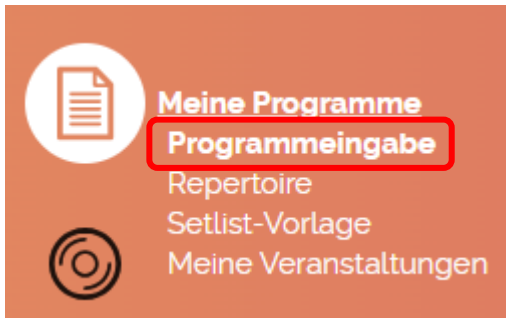 Meine Programme
Programmeingabe
Repertoire
Setlist-Vorlage
Meine Veranstaltungen